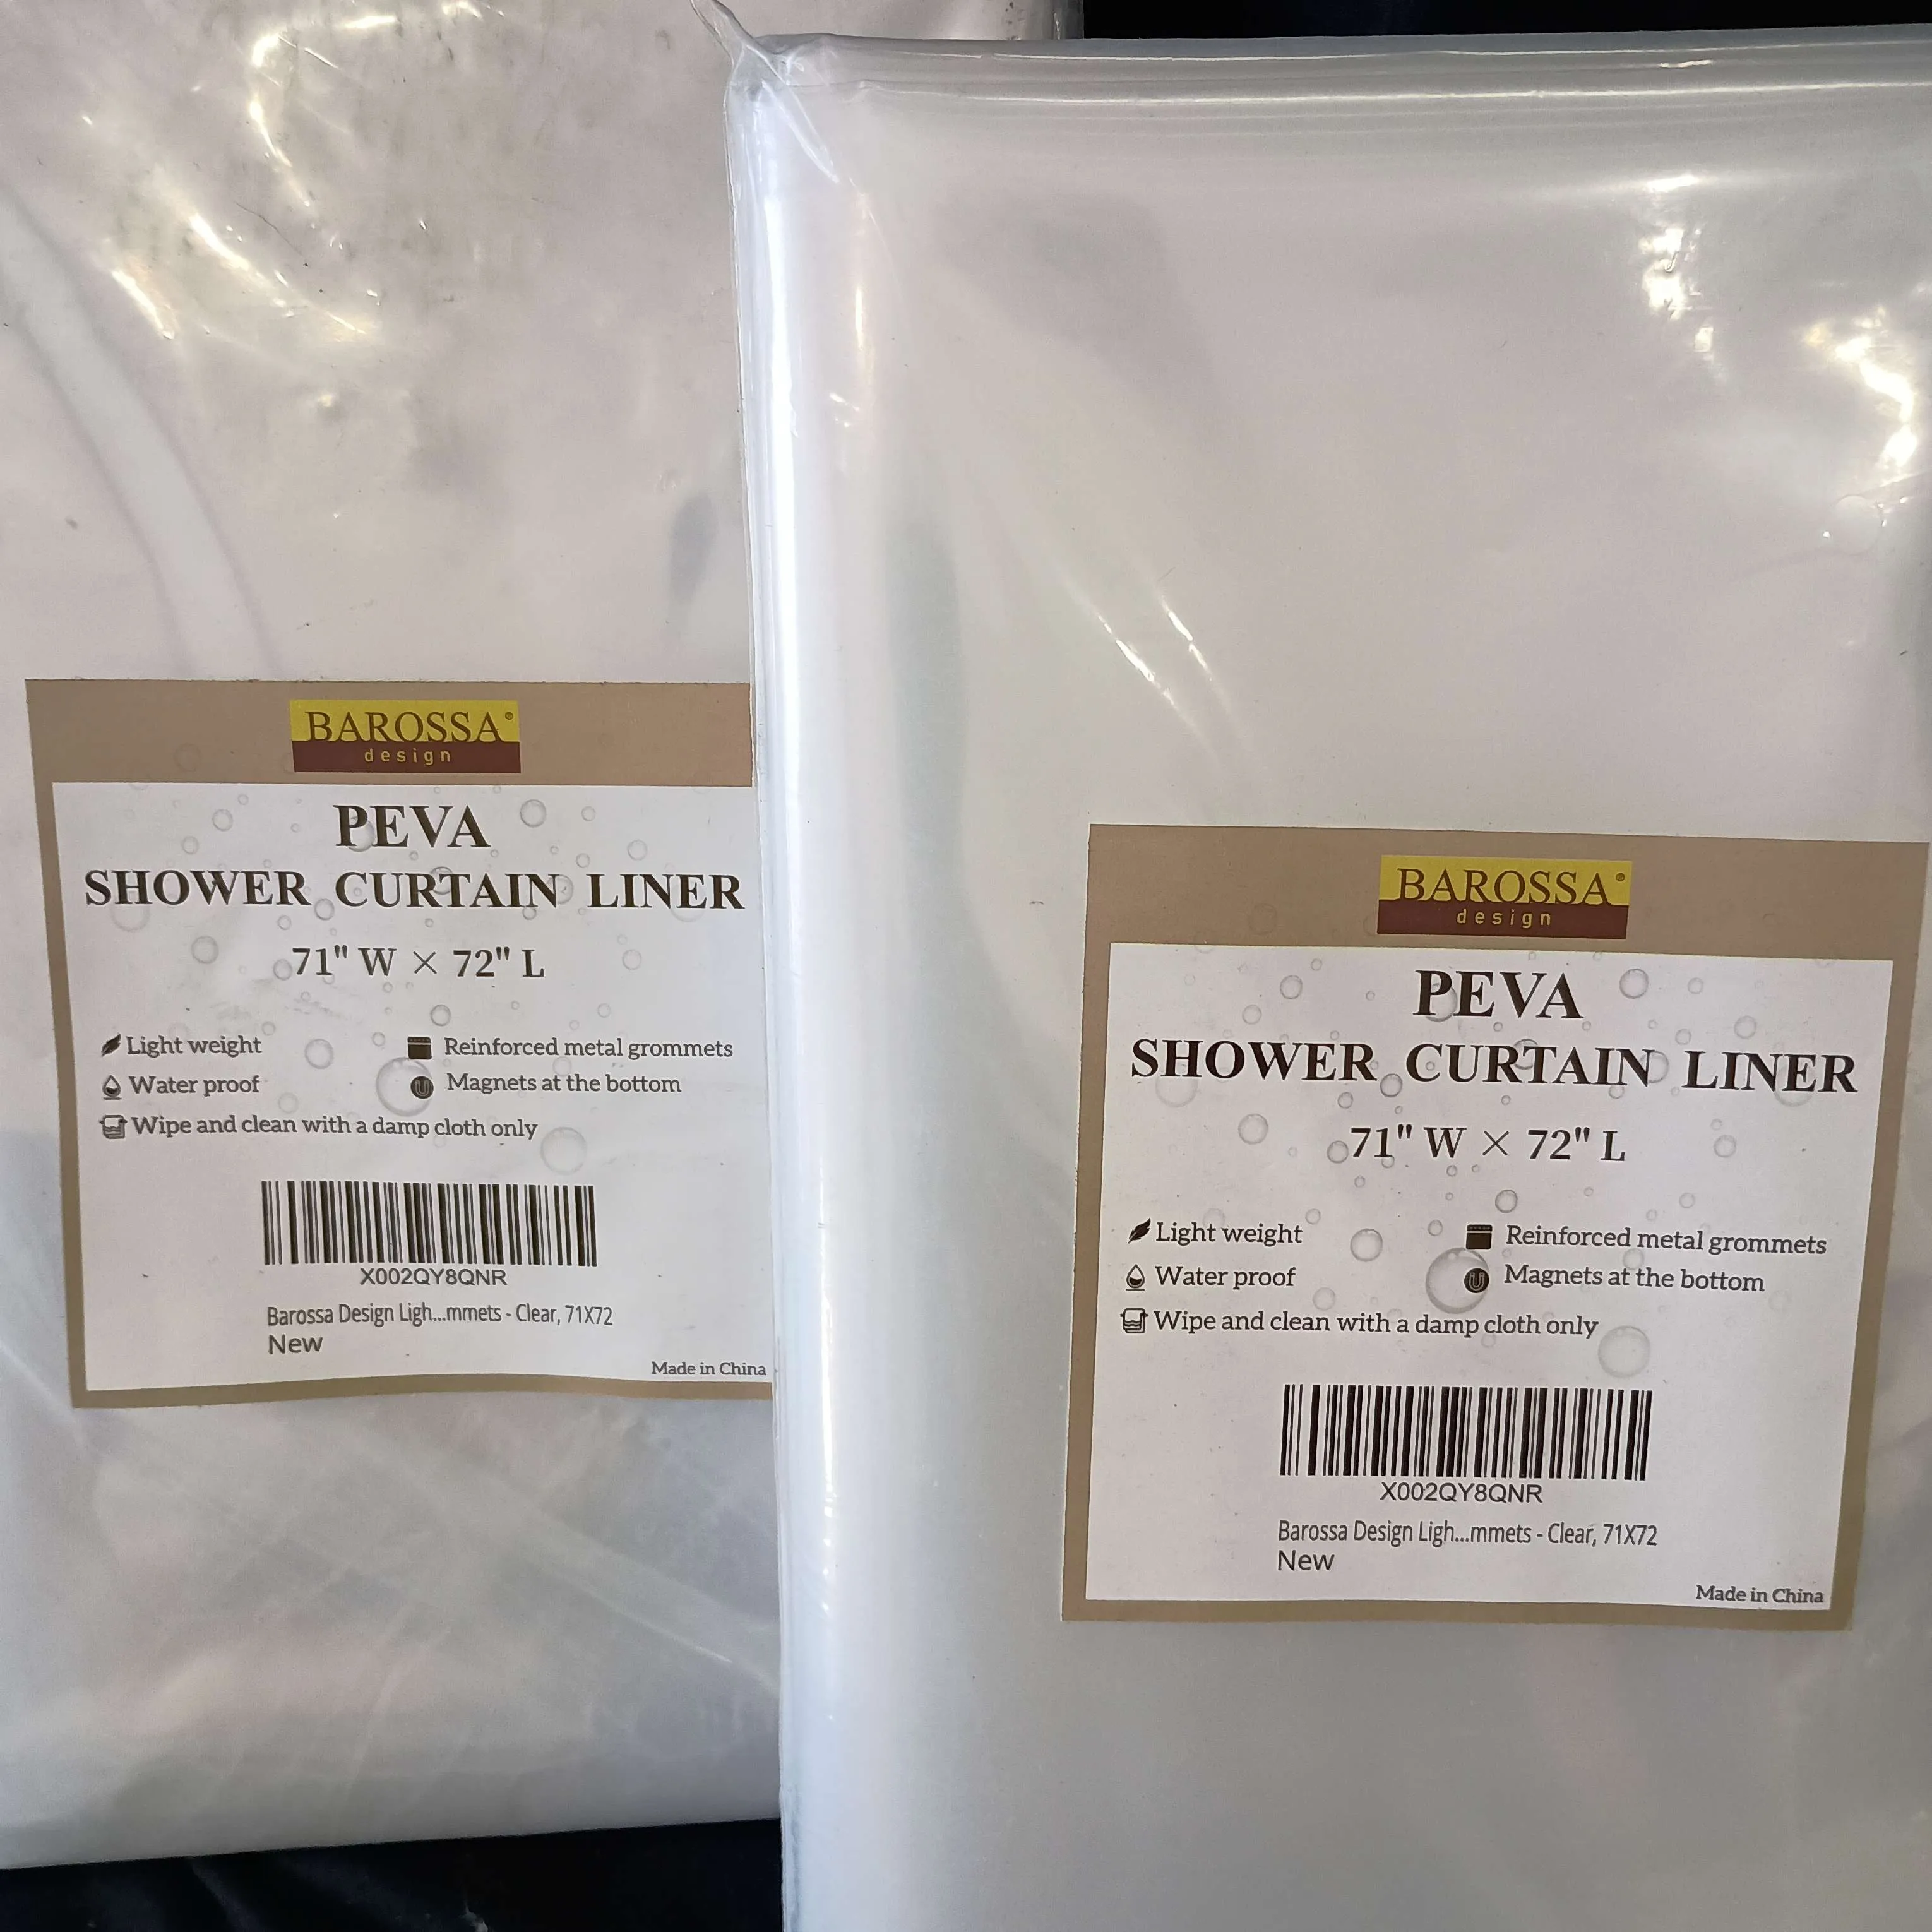 BAROSSA®
design
PEVA
SHOWER CURTAIN LINER
71" W × 72" L
Light weight
Reinforced metal grommets
Water proof
Magnets at the bottom
Wipe and clean with a damp cloth only
X002QY8QNR
Barossa Design Ligh...mmets - Clear, 71X72
New
Made in China
BAROSSA®
design
PEVA
SHOWER CURTAIN LINER
71" W × 72" L
Light weight
Reinforced metal grommets
Water proof
Magnets at the bottom
Wipe and clean with a damp cloth only
X002QY8QNR
Barossa Design Ligh...mmets - Clear, 71X72
New
Made in China